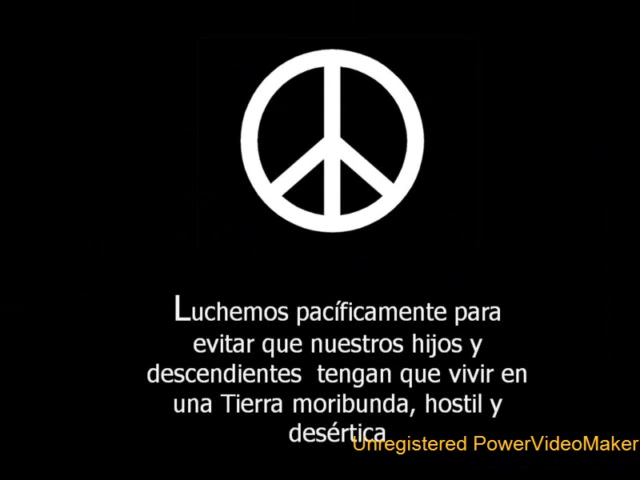 Luchemos pacíficamente para
evitar que nuestros hijos y
descendientes  tengan que vivir en
una Tierra moribunda, hostil y
desértica
Unregistered PowerVideoMaker